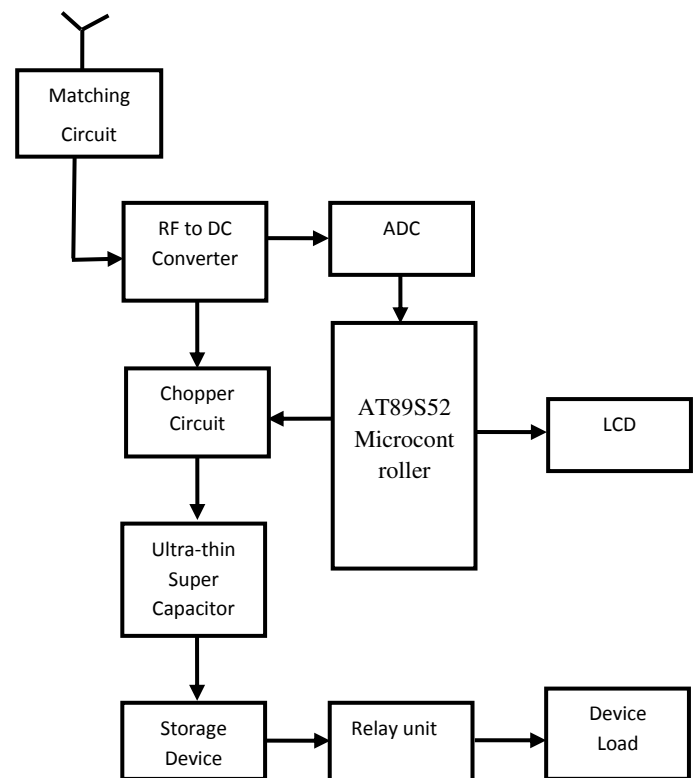 Matching
Circuit
RF to DC
Converter
ADC
Chopper
Circuit
AT89S52
Microcont
roller
LCD
Ultra-thin
Super
Capacitor
Storage
Device
Relay unit
Device
Load